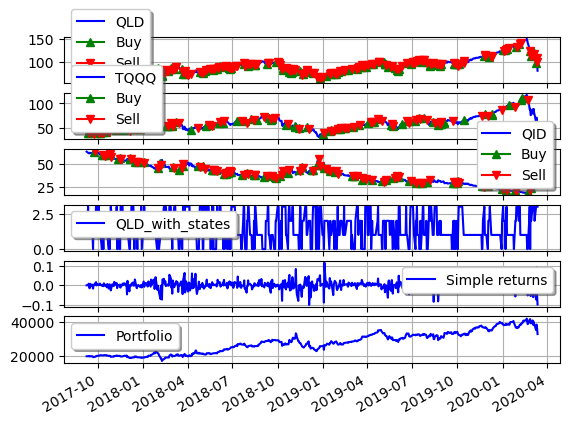 QLD
Buy
Sell
150
100
TQQQ
Buy
Sell
100
50
QID
Buy
Sell
50
25
QLD_with_states
2.5
0.0
Simple returns
0.1
0.0
-0.1
Portfolio
40000
20000
2017-10
2018-01
2018-04
2018-07
2018-10
2019-01
2019-04
2019-07
2019-10
2020-01
2020-04